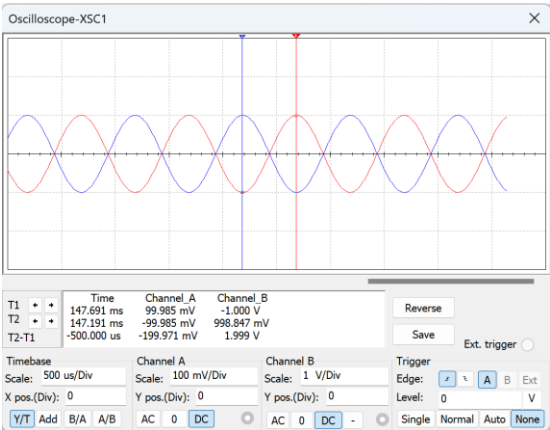 Oscilloscope-XSC1
Time Channel_A Channel_B
T1 147.691 ms 99.985 mV -1.000 V
T2 147.191 ms -99.985 mV 998.847 mV
T2-T1 -500.000 us -199.971 mV 1.999 V
Reverse
Save
Ext. trigger
Timebase
Scale: 500 us/Div
X pos.(Div): 0
Y/T Add B/A A/B
Channel A
Scale: 100 mV/Div
Y pos.(Div): 0
AC 0 DC
Channel B
Scale: 1 V/Div
Y pos.(Div): 0
AC 0 DC -
Trigger
Edge: A B Ext
Level: 0 V
Single Normal Auto None